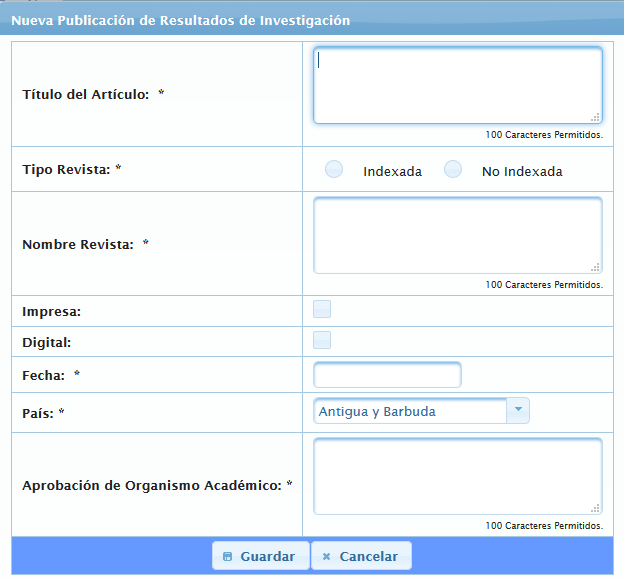 Nueva Publicación de Resultados de Investigación
Título del Artículo: *
100 Caracteres Permitidos.
Tipo Revista: * Indexada No Indexada
Nombre Revista: *
100 Caracteres Permitidos.
Impresa:
Digital:
Fecha: *
País: * Antigua y Barbuda
Aprobación de Organismo Académico: *
100 Caracteres Permitidos.
Guardar Cancelar